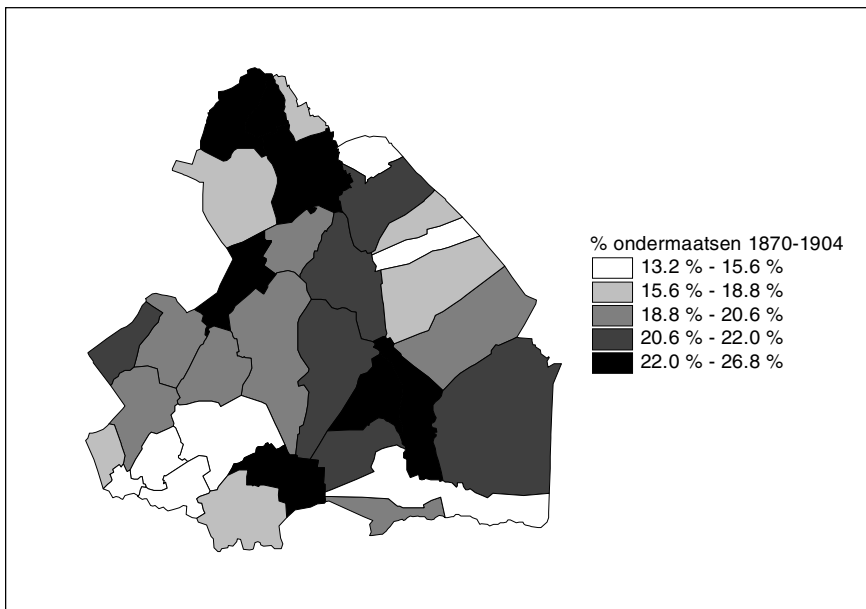 % ondermaatsen 1870-1904
13.2 % - 15.6 %
15.6 % - 18.8 %
18.8 % - 20.6 %
20.6 % - 22.0 %
22.0 % - 26.8 %